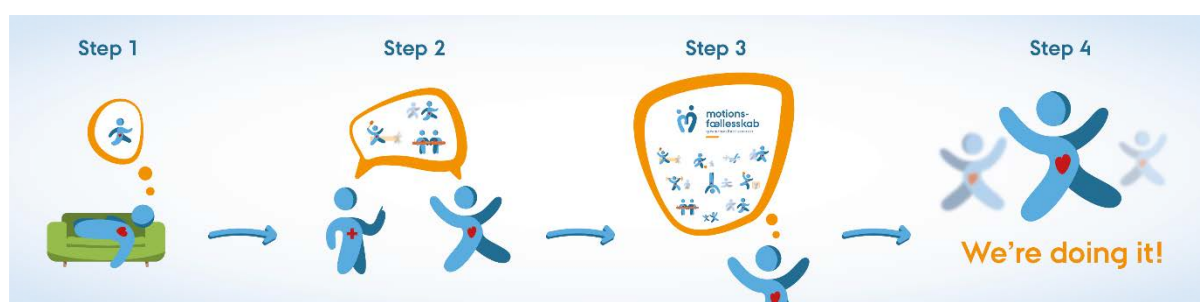 Step 1
Step 2
Step 3
Step 4
motions-
fællesskab
We're doing it!